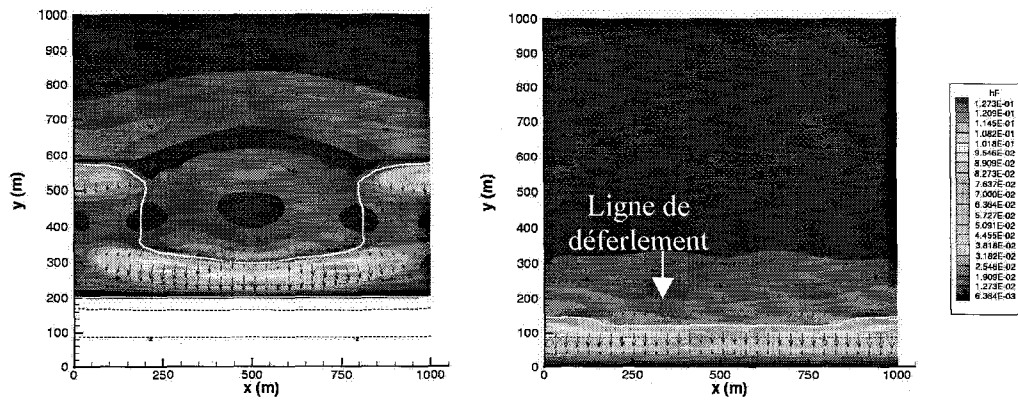 1000
900
800
700
600
500
400
300
200
100
0
y (m)
0 250 500 750 1000
x (m)
1000
900
800
700
600
500
400
300
200
100
0
y (m)
0 250 500 750 1000
x (m)
Ligne de
déferlement
hF
1.273E-01
1.209E-01
1.145E-01
1.082E-01
1.018E-01
9.546E-02
8.909E-02
8.273E-02
7.637E-02
7.000E-02
6.364E-02
5.727E-02
5.091E-02
4.455E-02
3.818E-02
3.182E-02
2.546E-02
1.909E-02
1.273E-02
6.364E-03